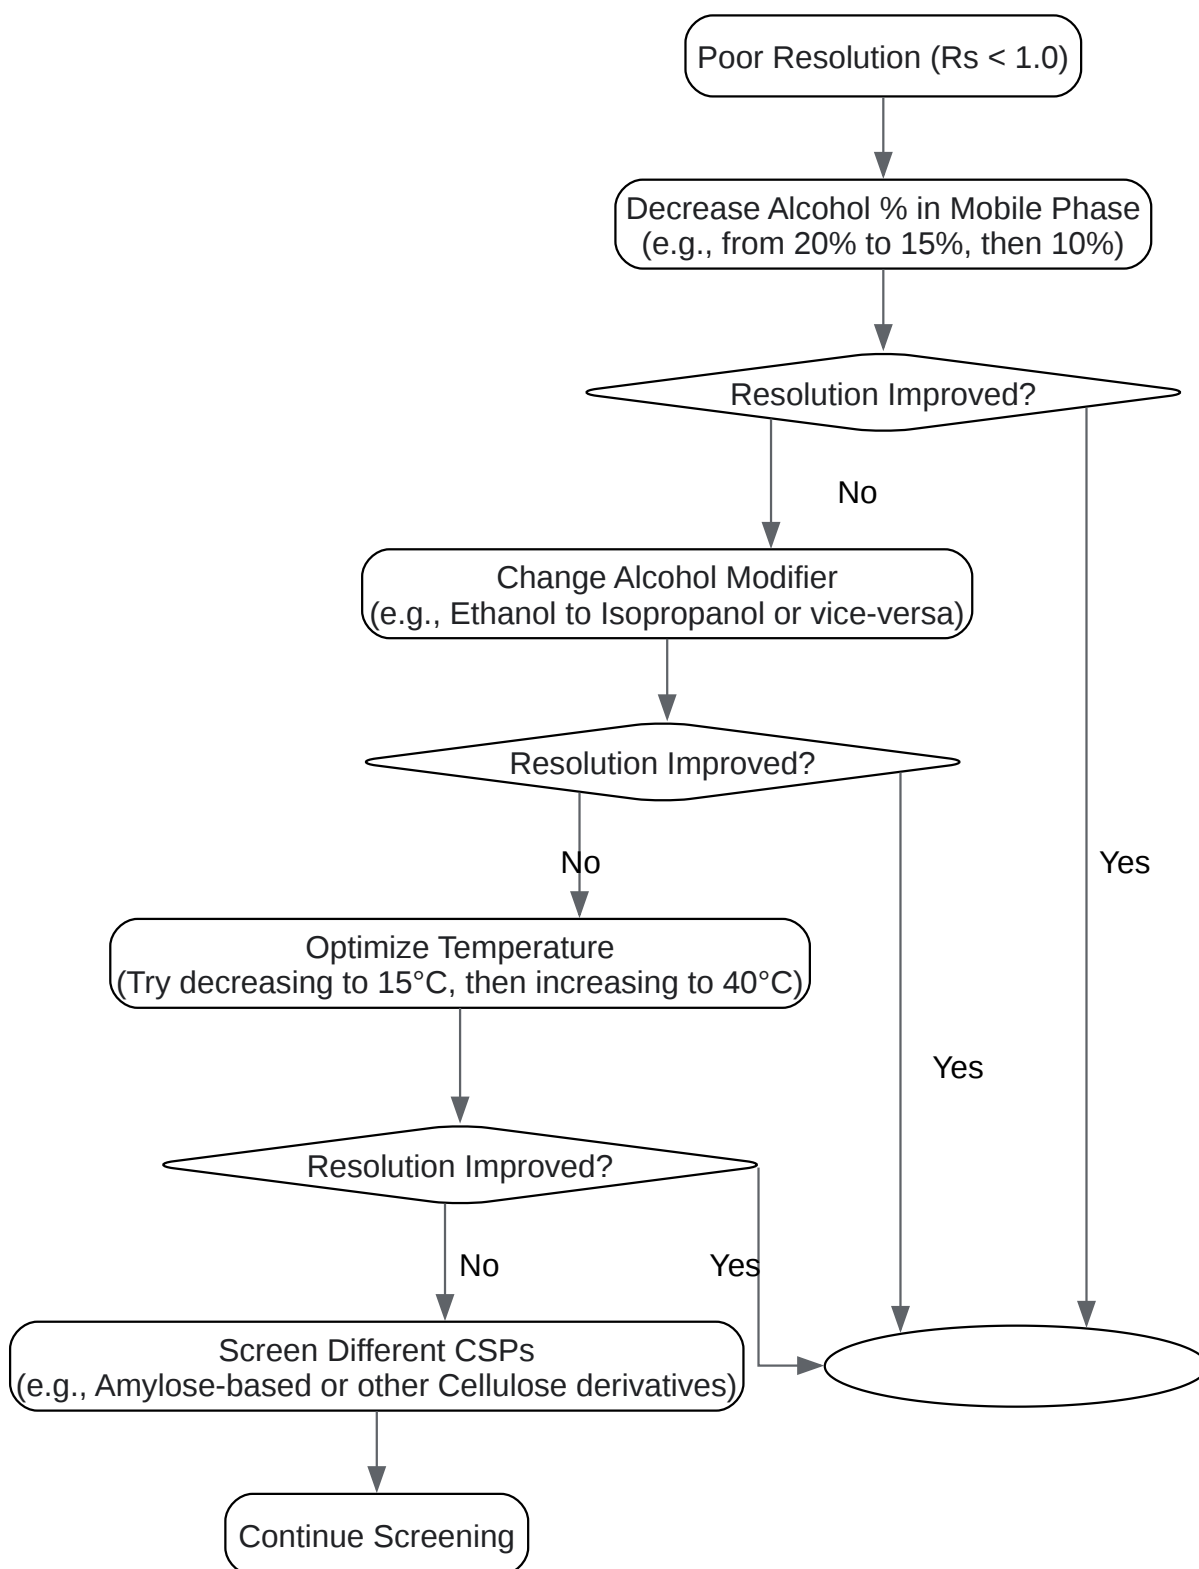 Poor Resolution (Rs < 1.0)
Decrease Alcohol % in Mobile Phase
(e.g., from 20% to 15%, then 10%)
Resolution Improved?
No
Change Alcohol Modifier
(e.g., Ethanol to Isopropanol or vice-versa)
Resolution Improved?
No
Yes
Optimize Temperature
(Try decreasing to 15°C, then increasing to 40°C)
Yes
Resolution Improved?
No
Yes
Screen Different CSPs
(e.g., Amylose-based or other Cellulose derivatives)
Continue Screening